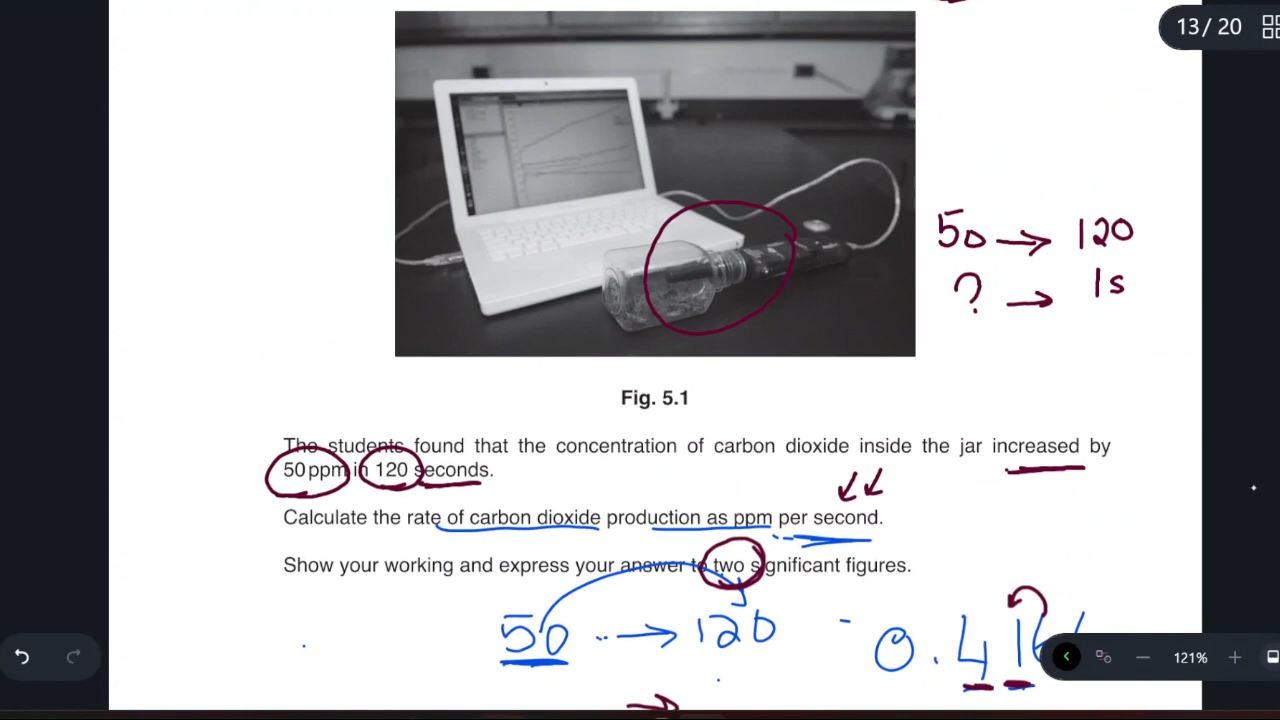 13/ 20
50 → 120
? → 1s
Fig. 5.1
The students found that the concentration of carbon dioxide inside the jar increased by
50 ppm in 120 seconds.
Calculate the rate of carbon dioxide production as ppm per second.
Show your working and express your answer to two significant figures.
50 → 120 - 0.41
121%